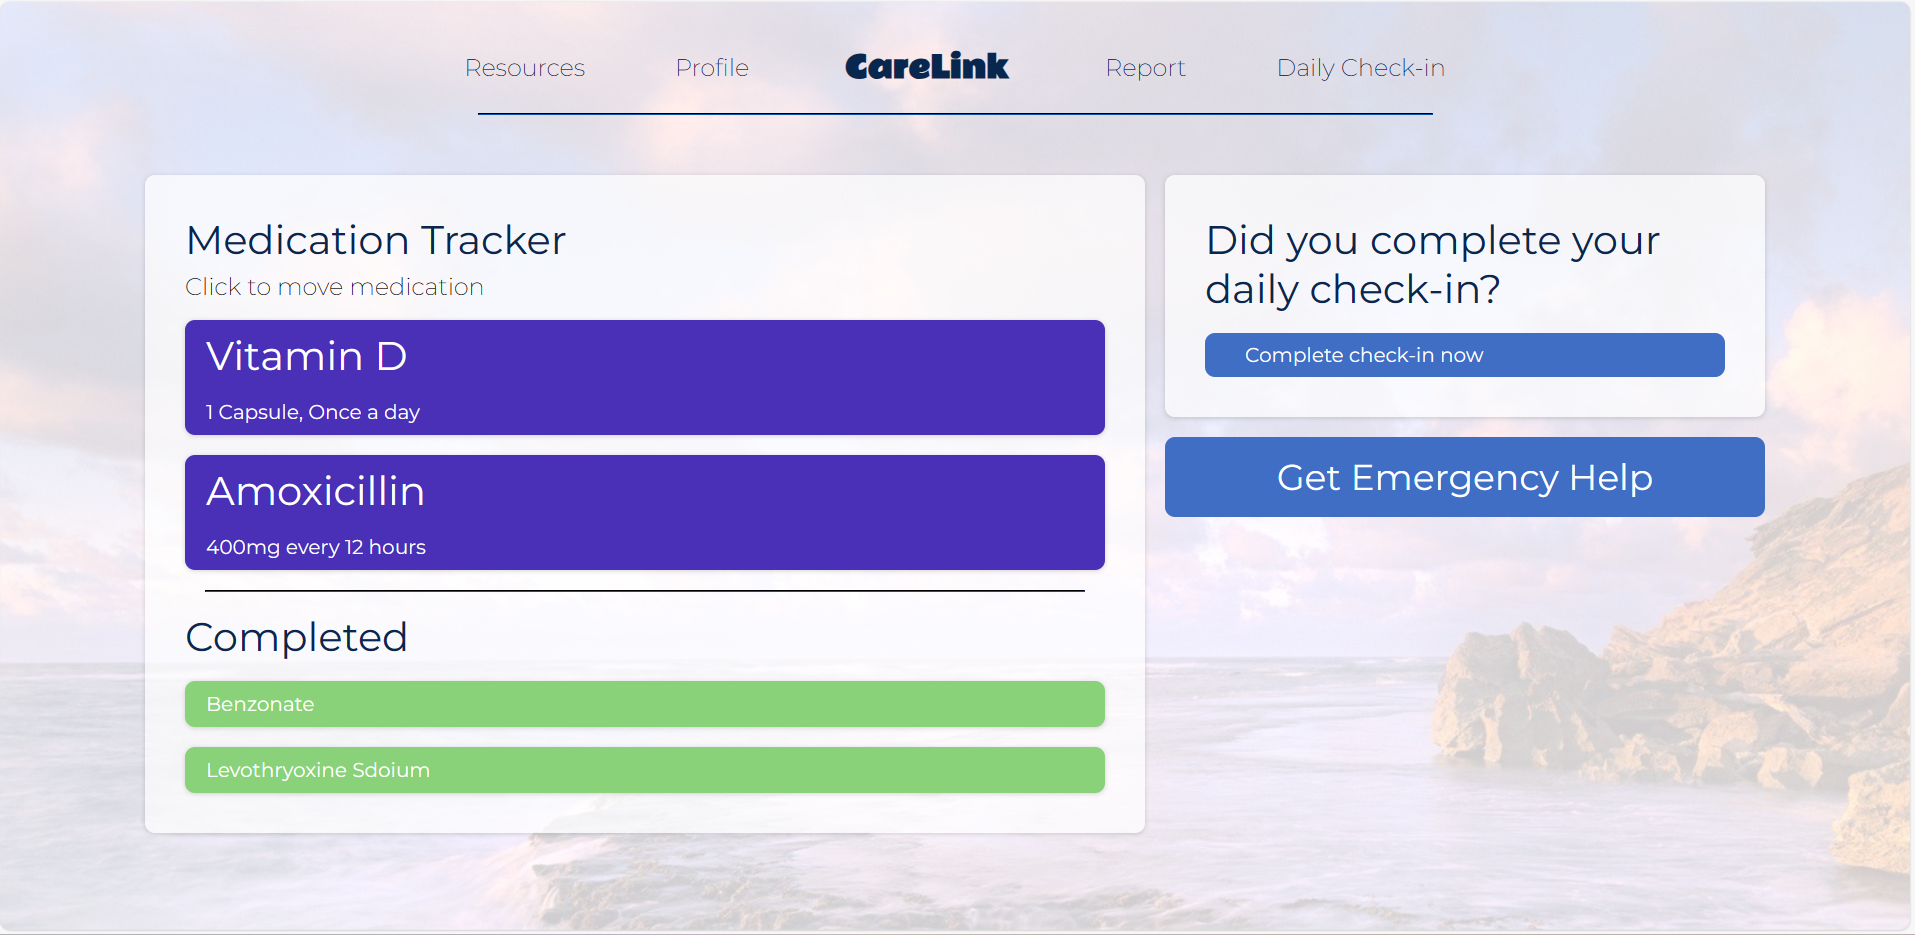 Resources Profile CareLink Report Daily Check-in
Medication Tracker
Click to move medication
Vitamin D
1 Capsule, Once a day
Amoxicillin
400mg every 12 hours
Completed
Benzonate
Levothryoxine Sdoium
Did you complete your
daily check-in?
Complete check-in now
Get Emergency Help